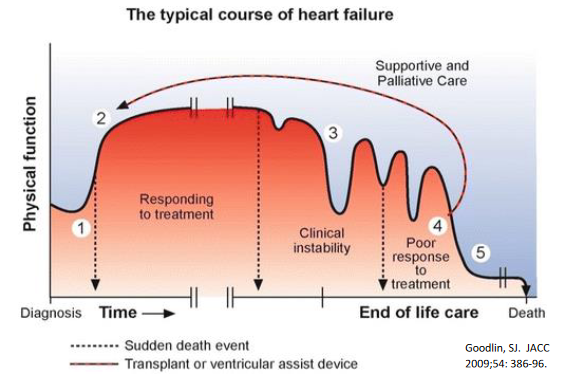 The typical course of heart failure
Supportive and
Palliative Care
Physical function
2
3
1
4
5
Responding
to treatment
Clinical
instability
Poor
response
to
treatment
Diagnosis
Time
End of life care
Death
Sudden death event
Transplant or ventricular assist device
Goodlin, SJ. JACC
2009;54: 386-96.